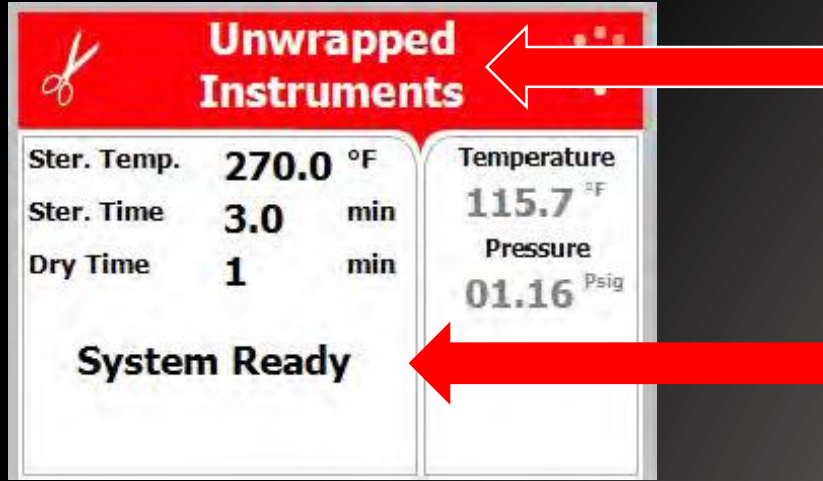 Unwrapped
Instruments
Ster. Temp. 270.0 °F
Ster. Time 3.0 min
Dry Time 1 min
System Ready
Temperature
115.7 °F
Pressure
01.16 Psig